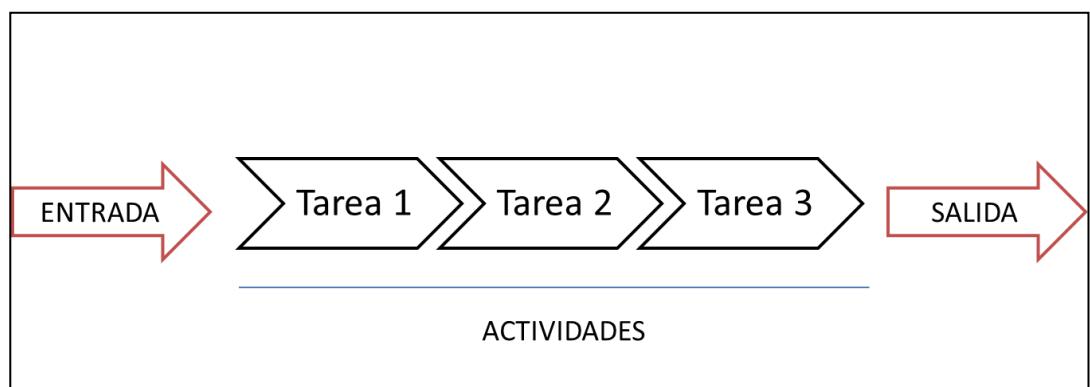 ENTRADA
Tarea 1
Tarea 2
Tarea 3
SALIDA
ACTIVIDADES